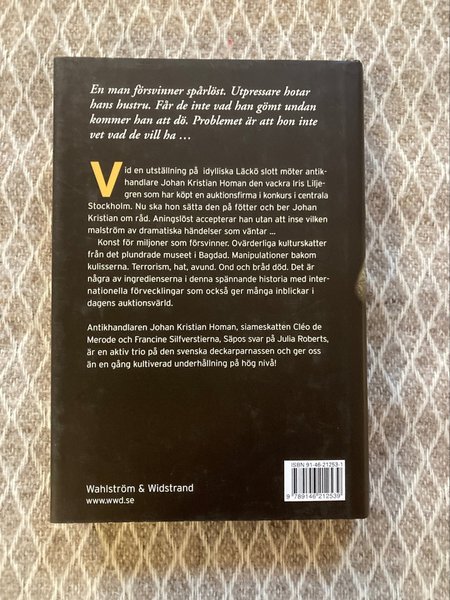 En man försvinner spårlöst. Utpressare hotar
hans hustru. Får de inte vad han gömt undan
kommer han att dö. Problemet är att hon inte
vet vad de vill ha ...
Vid en utställning på idylliska Läckö slott möter antik-
handlare Johan Kristian Homan den vackra Iris Lilje-
gren som har köpt en auktionsfirma i konkurs i centrala
Stockholm. Nu ska hon sätta den på fötter och ber Johan
Kristian om råd. Aningslöst accepterar han utan att inse vilken
malström av dramatiska händelser som väntar ...
Konst för miljoner som försvinner. Ovärderliga kulturskatter
från det plundrade museet i Bagdad. Manipulationer bakom
kulisserna. Terrorism, hat, avund. Ond och bråd död. Det är
några av ingredienserna i denna spännande historia med inter-
nationella förvecklingar som också ger många inblickar i
dagens auktionsvärld.
Antikhandlaren Johan Kristian Homan, siameskatten Cléo de
Merode och Francine Silfverstierna, Säpos svar på Julia Roberts,
är en aktiv trio på den svenska deckarparnassen och ger oss
än en gång kultiverad underhållning på hög nivå!
ISBN 91-46-21253-1
9 789146 212539
Wahlström & Widstrand
www.wwd.se